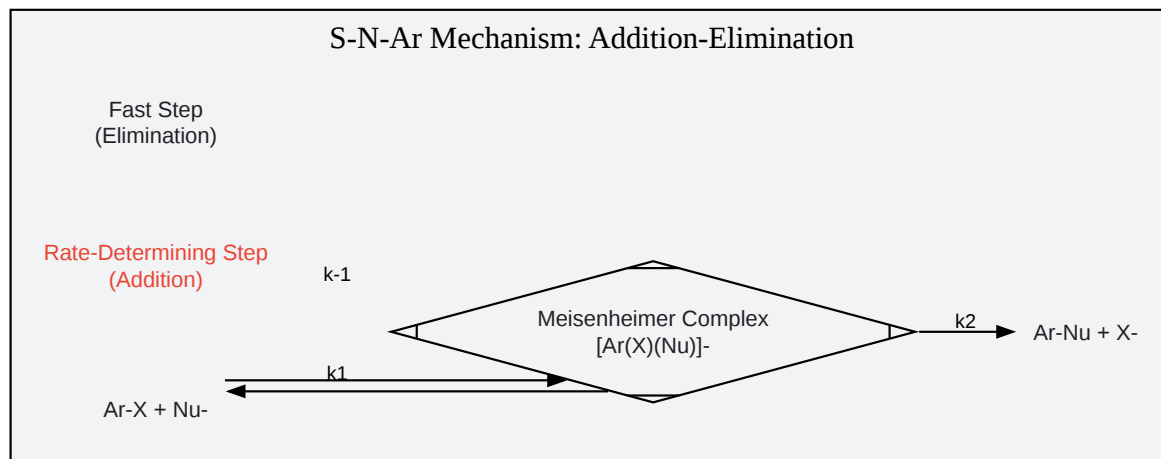 S-N-Ar Mechanism: Addition-Elimination
Fast Step
(Elimination)
Rate-Determining Step
(Addition)
k-1
Meisenheimer Complex
[Ar(X)(Nu)]-
k2
Ar-Nu + X-
k1
Ar-X + Nu-